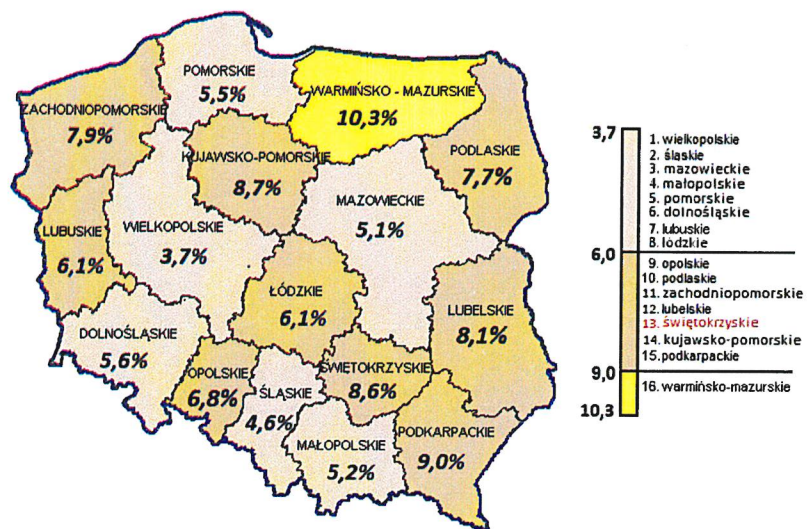 POMORSKIE
5,5%
WARMIŃSKO - MAZURSKIE
10,3%
ZACHODNIOPOMORSKIE
7,9%
KUJAWSKO-POMORSKIE
8,7%
PODLASKIE
7,7%
MAZOWIECKIE
5,1%
WIELKOPOLSKIE
3,7%
LUBUSKIE
6,1%
ŁÓDZKIE
6,1%
LUBELSKIE
8,1%
DOLNOŚLĄSKIE
5,6%
OPOLSKIE
6,8%
ŚLĄSKIE
4,6%
ŚWIĘTOKRZYSKIE
8,6%
MAŁOPOLSKIE
5,2%
PODKARPACKIE
9,0%
3,7
1. wielkopolskie
2. śląskie
3. mazowieckie
4. małopolskie
5. pomorskie
6. dolnośląskie
7. lubuskie
8. łódzkie
6,0
9. opolskie
10. podlaskie
11. zachodniopomorskie
12. lubelskie
13. świętokrzyskie
14. kujawsko-pomorskie
15. podkarpackie
9,0
16. warmińsko-mazurskie
10,3